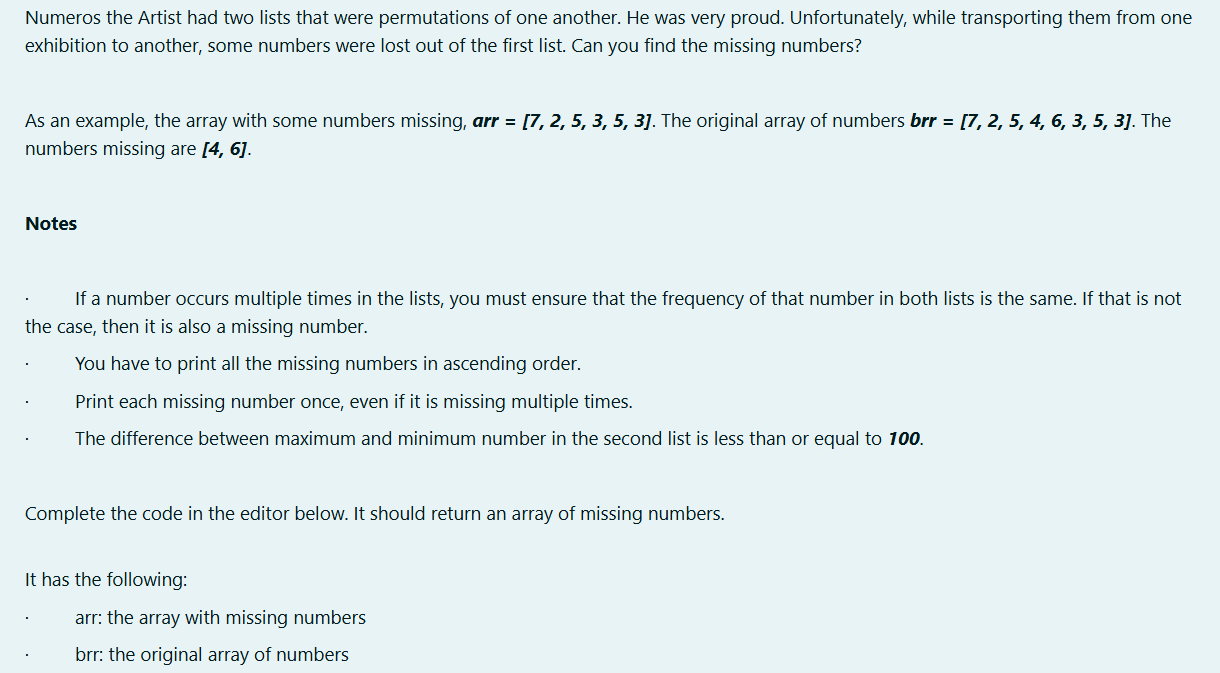 Numeros the Artist had two lists that were permutations of one another. He was very proud. Unfortunately, while transporting them from one
exhibition to another, some numbers were lost out of the first list. Can you find the missing numbers?
As an example, the array with some numbers missing, arr = [7, 2, 5, 3, 5, 3]. The original array of numbers brr = [7, 2, 5, 4, 6, 3, 5, 3]. The
numbers missing are [4, 6].
Notes
· If a number occurs multiple times in the lists, you must ensure that the frequency of that number in both lists is the same. If that is not
the case, then it is also a missing number.
· You have to print all the missing numbers in ascending order.
· Print each missing number once, even if it is missing multiple times.
· The difference between maximum and minimum number in the second list is less than or equal to 100.
Complete the code in the editor below. It should return an array of missing numbers.
It has the following:
· arr: the array with missing numbers
· brr: the original array of numbers